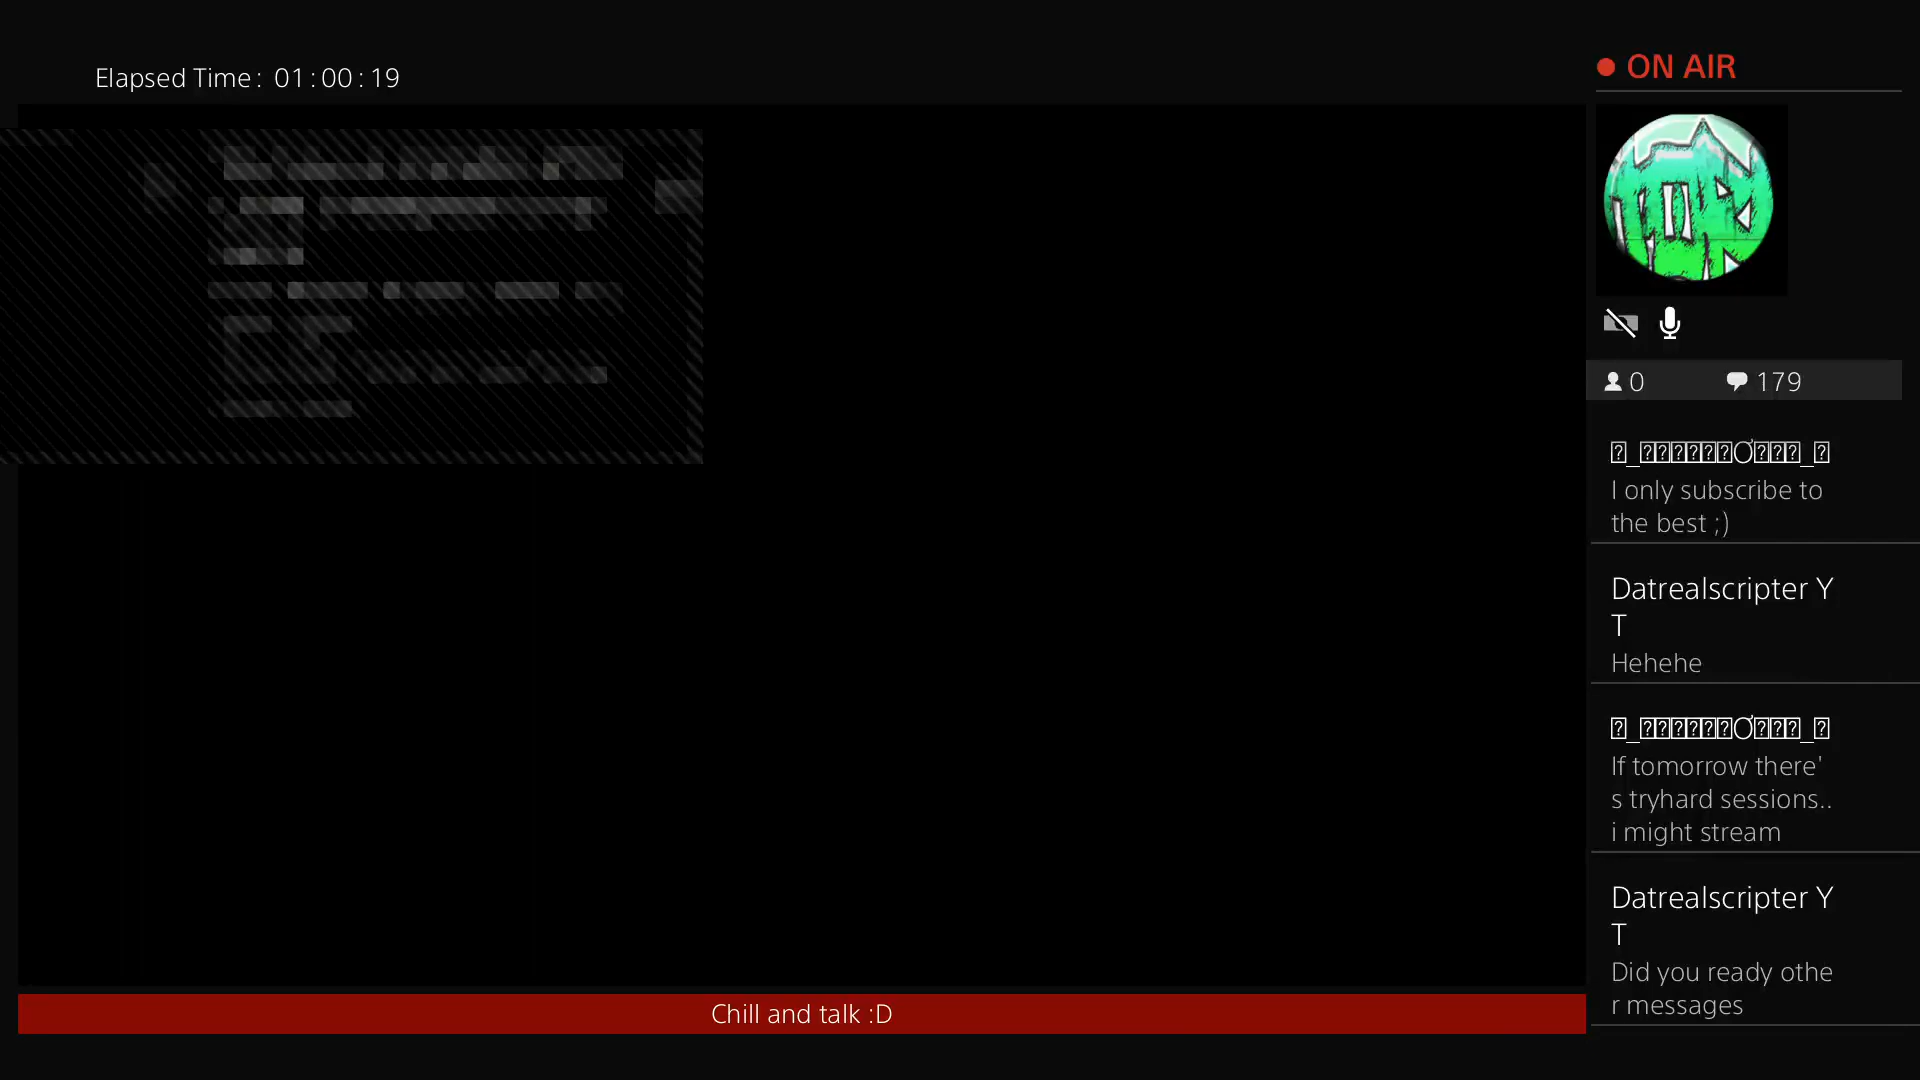 Elapsed Time: 01:00:19
ON AIR
0
179
I only subscribe to
the best ;)
Datrealscripter Y
T
Hehehe
If tomorrow there'
s tryhard sessions..
i might stream
Datrealscripter Y
T
Did you ready othe
r messages
Chill and talk :D